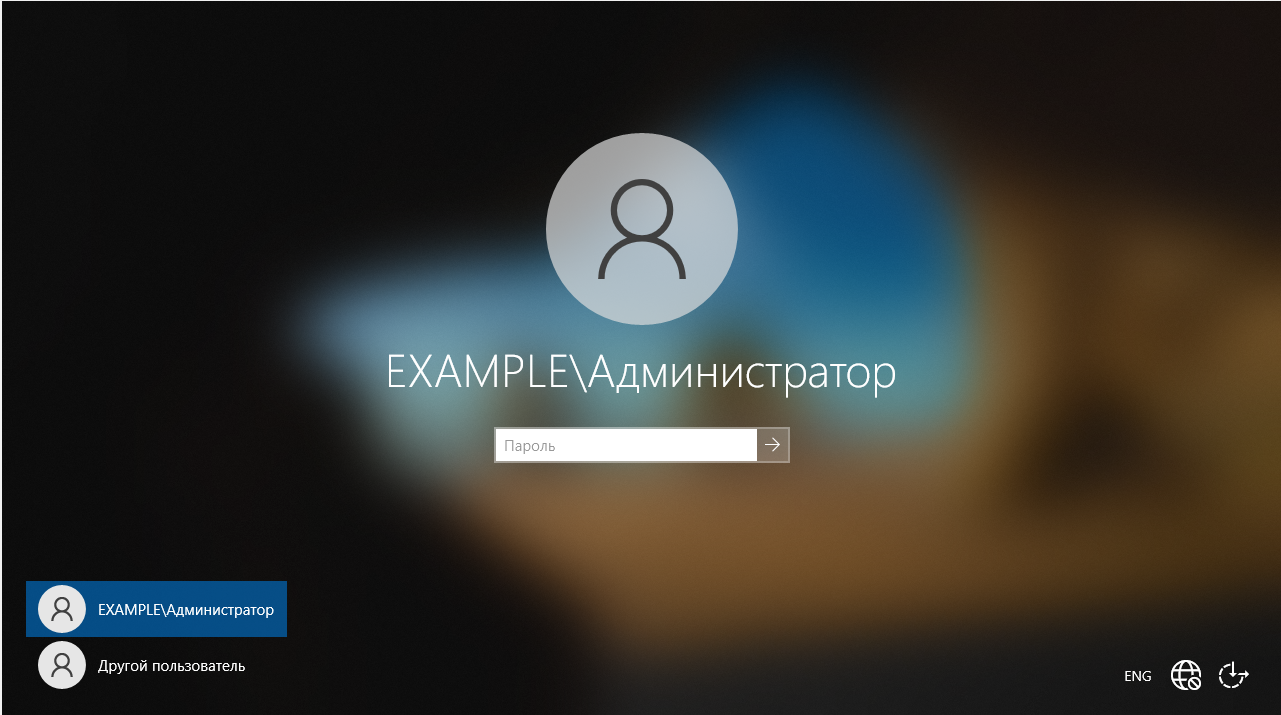 EXAMPLE\Администратор
Пароль
EXAMPLE\Администратор
Другой пользователь
ENG